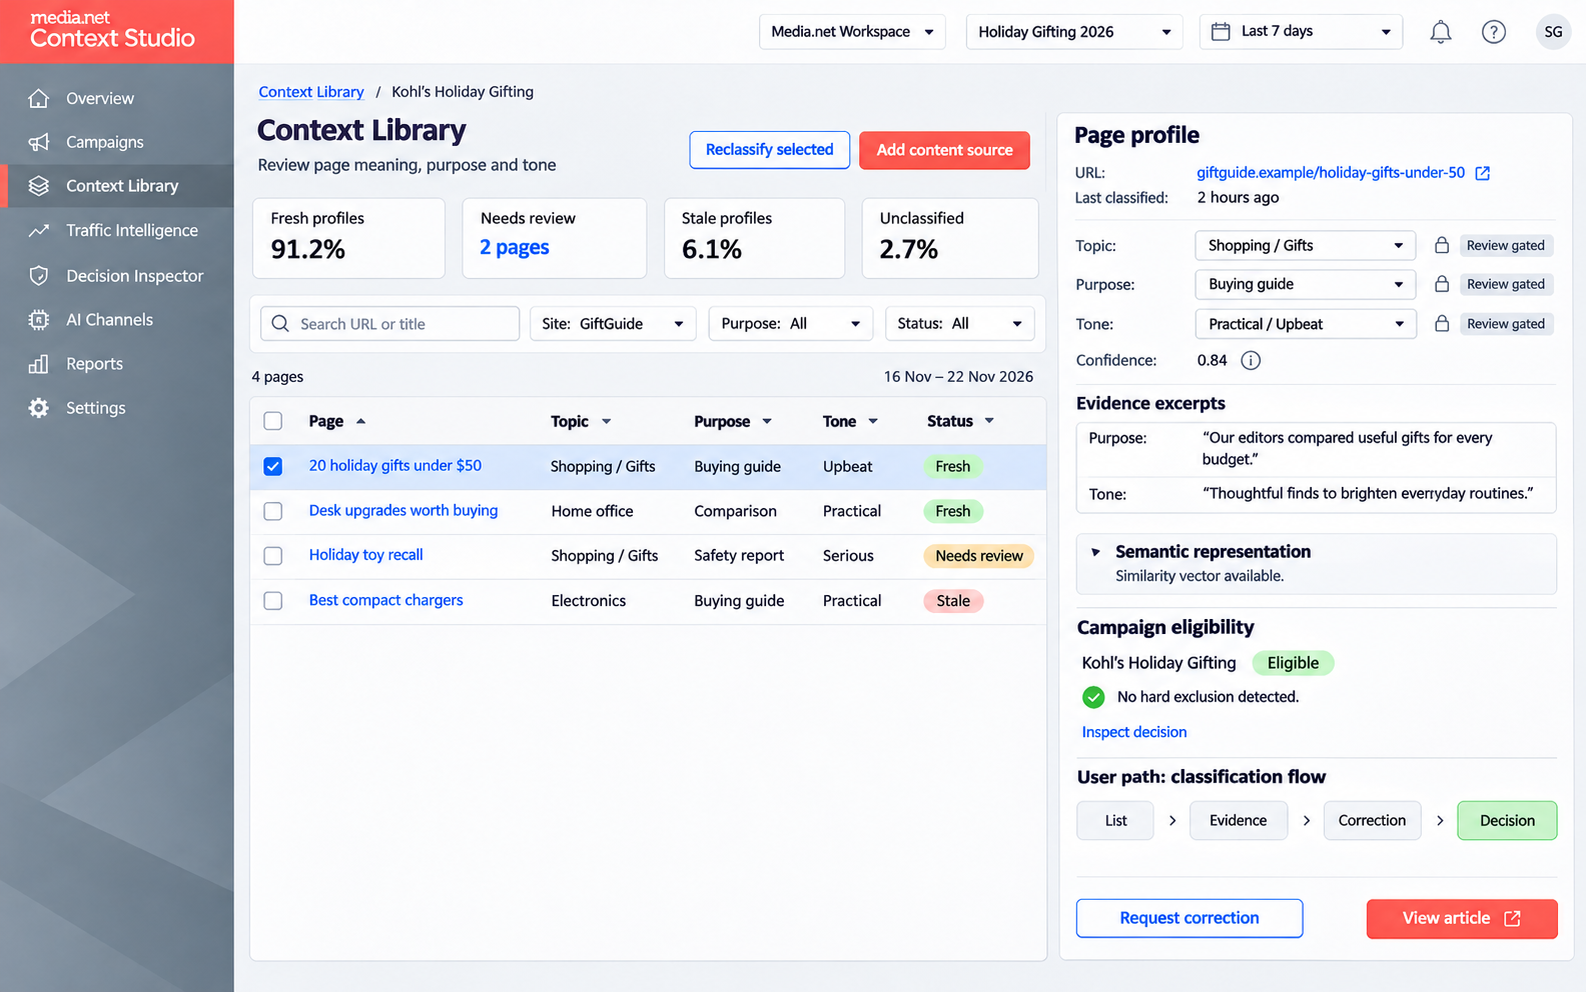 media.net
Context Studio
Media.net Workspace
Holiday Gifting 2026
Last 7 days
?
SG
Overview
Campaigns
Context Library
Traffic Intelligence
Decision Inspector
AI Channels
Reports
Settings
Context Library / Kohl's Holiday Gifting
Context Library
Review page meaning, purpose and tone
Reclassify selected
Add content source
Fresh profiles
91.2%
Needs review
2 pages
Stale profiles
6.1%
Unclassified
2.7%
Search URL or title
Site: GiftGuide
Purpose: All
Status: All
4 pages
16 Nov – 22 Nov 2026
Page Topic Purpose Tone Status
20 holiday gifts under $50 Shopping / Gifts Buying guide Upbeat Fresh
Desk upgrades worth buying Home office Comparison Practical Fresh
Holiday toy recall Shopping / Gifts Safety report Serious Needs review
Best compact chargers Electronics Buying guide Practical Stale
Page profile
URL: giftguide.example/holiday-gifts-under-50
Last classified: 2 hours ago
Topic: Shopping / Gifts Review gated
Purpose: Buying guide Review gated
Tone: Practical / Upbeat Review gated
Confidence: 0.84 i
Evidence excerpts
Purpose: “Our editors compared useful gifts for every
budget.”
Tone: “Thoughtful finds to brighten everyday routines.”
Semantic representation
Similarity vector available.
Campaign eligibility
Kohl's Holiday Gifting Eligible
No hard exclusion detected.
Inspect decision
User path: classification flow
List > Evidence > Correction > Decision
Request correction
View article